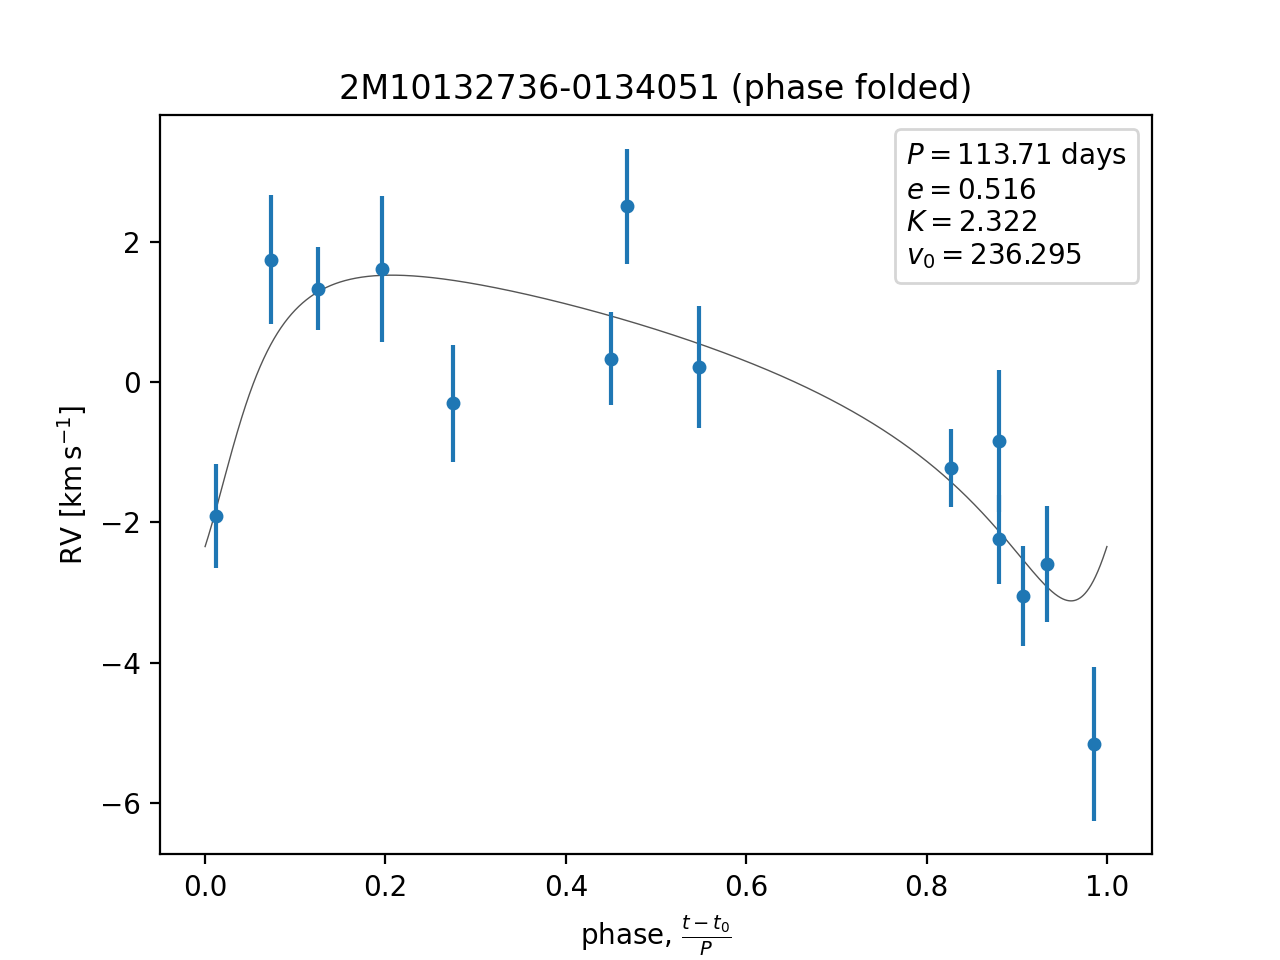 2M10132736-0134051 (phase folded)
P = 113.71 days
e = 0.516
K = 2.322
v₀ = 236.295
RV [km s⁻¹]
2
0
−2
−4
−6
0.0 0.2 0.4 0.6 0.8 1.0
phase, (t − t₀)/P